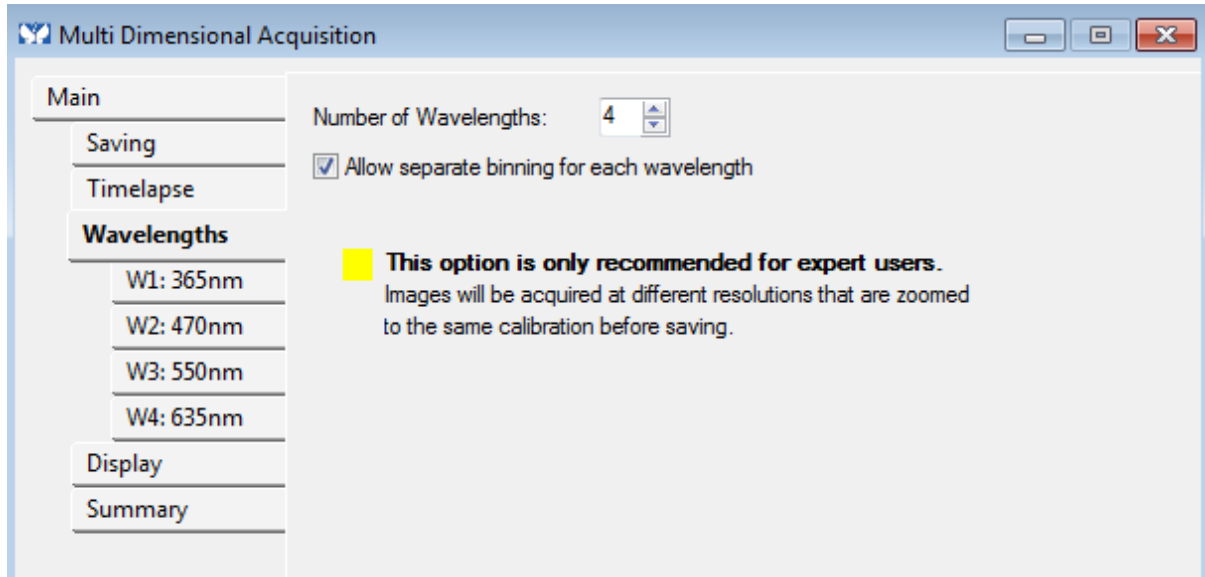 Multi Dimensional Acquisition
Main
Saving
Timelapse
Wavelengths
W1: 365nm
W2: 470nm
W3: 550nm
W4: 635nm
Display
Summary
Number of Wavelengths: 4
Allow separate binning for each wavelength
This option is only recommended for expert users.
Images will be acquired at different resolutions that are zoomed
to the same calibration before saving.